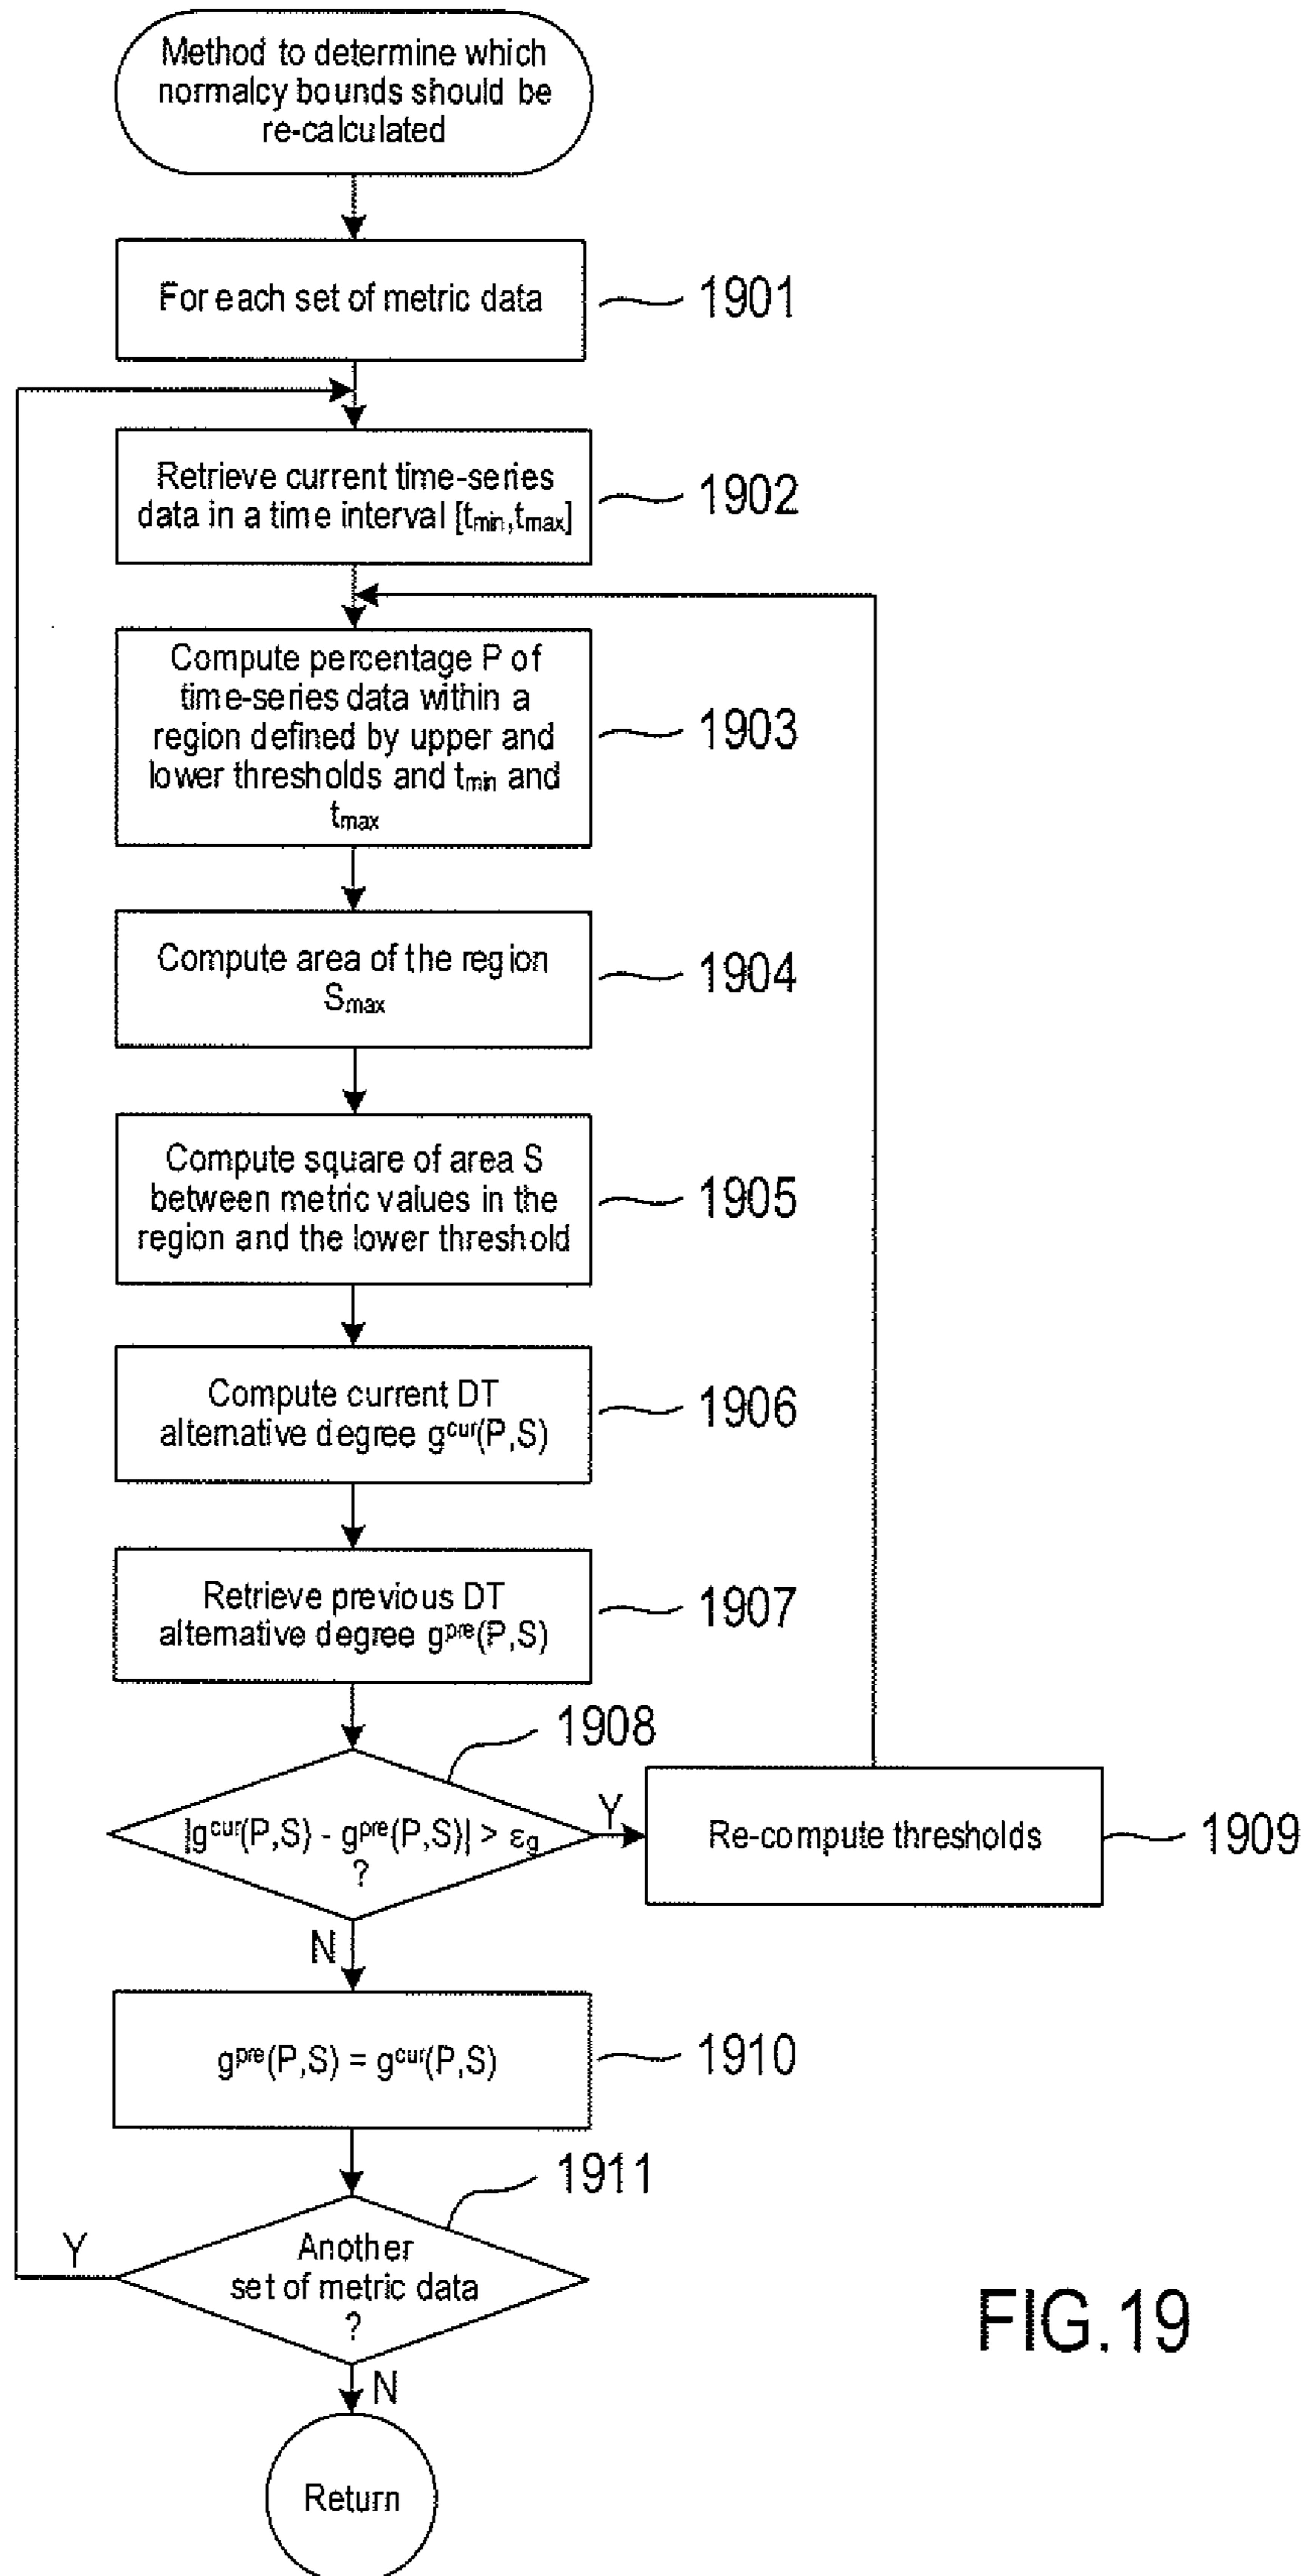 Method to determine which
normalcy bounds should be
re-calculated
For each set of metric data
1901
Retrieve current time-series
data in a time interval [tmin,tmax]
1902
Compute percentage P of
time-series data within a
region defined by upper and
lower thresholds and tmin and
tmax
1903
Compute area of the region
Smax
1904
Compute square of area S
between metric values in the
region and the lower threshold
1905
Compute current DT
alternative degree gcur(P,S)
1906
Retrieve previous DT
alternative degree gpre(P,S)
1907
1908
|gcur(P,S) - gpre(P,S)| > εg
?
Y
Re-compute thresholds
1909
N
gpre(P,S) = gcur(P,S)
1910
1911
Another
set of metric data
?
Y
N
Return
FIG.19